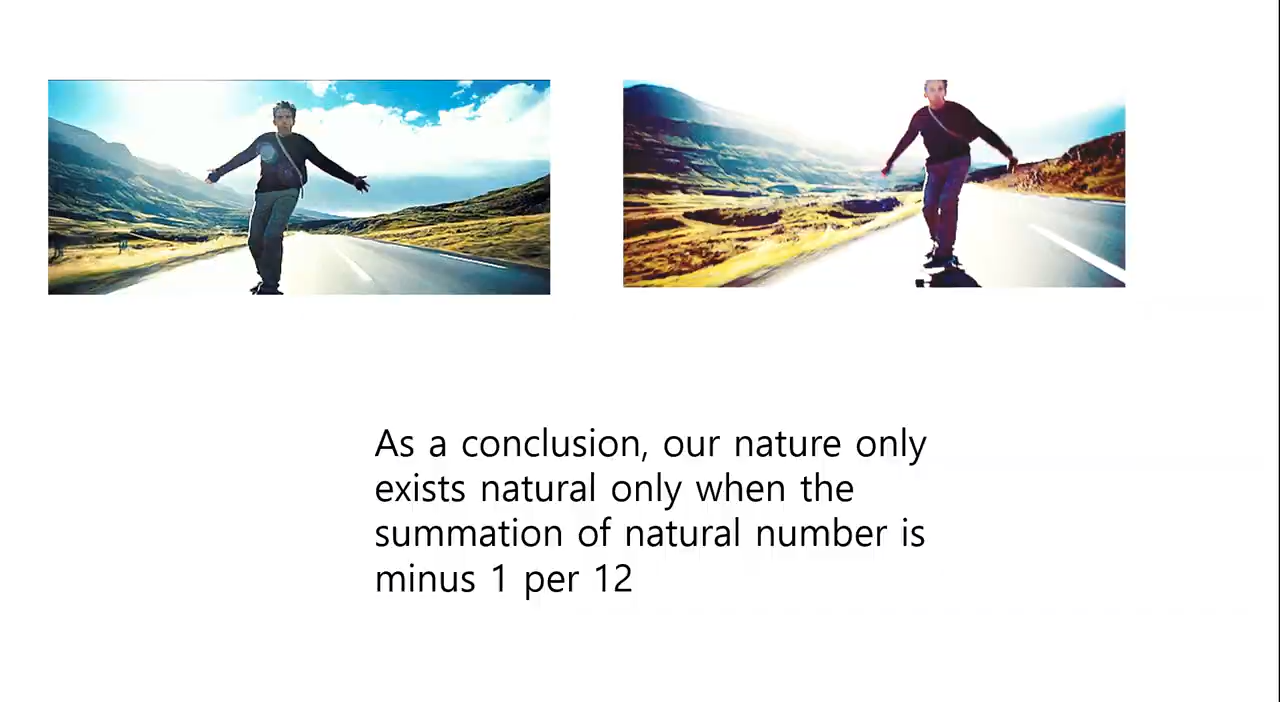 As a conclusion, our nature only
exists natural only when the
summation of natural number is
minus 1 per 12